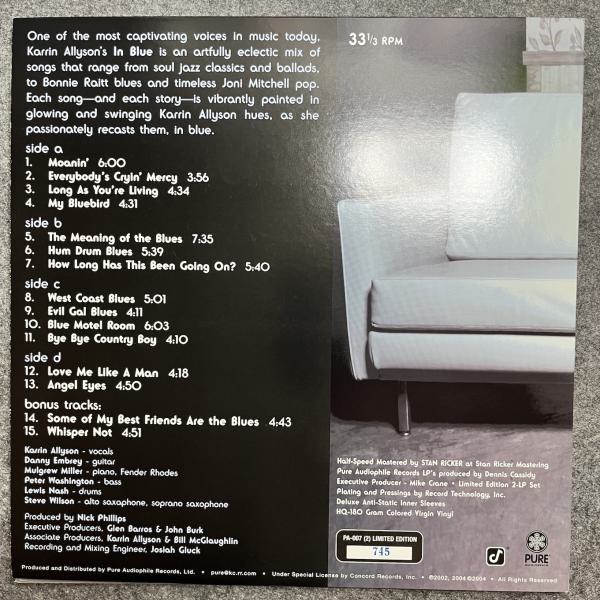 One of the most captivating voices in music today,
Karrin Allyson's In Blue is an artfully eclectic mix of
songs that range from soul jazz classics and ballads,
to Bonnie Raitt blues and timeless Joni Mitchell pop.
Each song—and each story—is vibrantly painted in
glowing and swinging Karrin Allyson hues, as she
passionately recasts them, in blue.
side a
1. Moanin' 6:00
2. Everybody's Cryin' Mercy 3:56
3. Long As You're Living 4:34
4. My Bluebird 4:31
side b
5. The Meaning of the Blues 7:35
6. Hum Drum Blues 5:39
7. How Long Has This Been Going On? 5:40
side c
8. West Coast Blues 5:01
9. Evil Gal Blues 4:11
10. Blue Motel Room 6:03
11. Bye Bye Country Boy 4:10
side d
12. Love Me Like A Man 4:18
13. Angel Eyes 4:50
bonus tracks:
14. Some of My Best Friends Are the Blues 4:43
15. Whisper Not 4:51
Karrin Allyson - vocals
Danny Embrey - guitar
Mulgrew Miller - piano, Fender Rhodes
Peter Washington - bass
Lewis Nash - drums
Steve Wilson - alto saxophone, soprano saxophone
Produced by Nick Phillips
Executive Producers, Glen Barros & John Burk
Associate Producers, Karrin Allyson & Bill McGlaughlin
Recording and Mixing Engineer, Josiah Gluck
33 1/3 RPM
Half-Speed Mastered by STAN RICKER at Stan Ricker Mastering
Pure Audiophile Records LP's produced by Dennis Cassidy
Executive Producer - Mike Crane • Limited Edition 2-LP Set
Plating and Pressings by Record Technology, Inc.
Deluxe Anti-Static Inner Sleeves
HQ-180 Gram Colored Virgin Vinyl
PA-007 (2) LIMITED EDITION
745
PURE
Produced and Distributed by Pure Audiophile Records, Ltd. • pure@kc.rr.com • Under Special License by Concord Records, Inc. • ©2002, 2004 ©2004 • All Rights Reserved